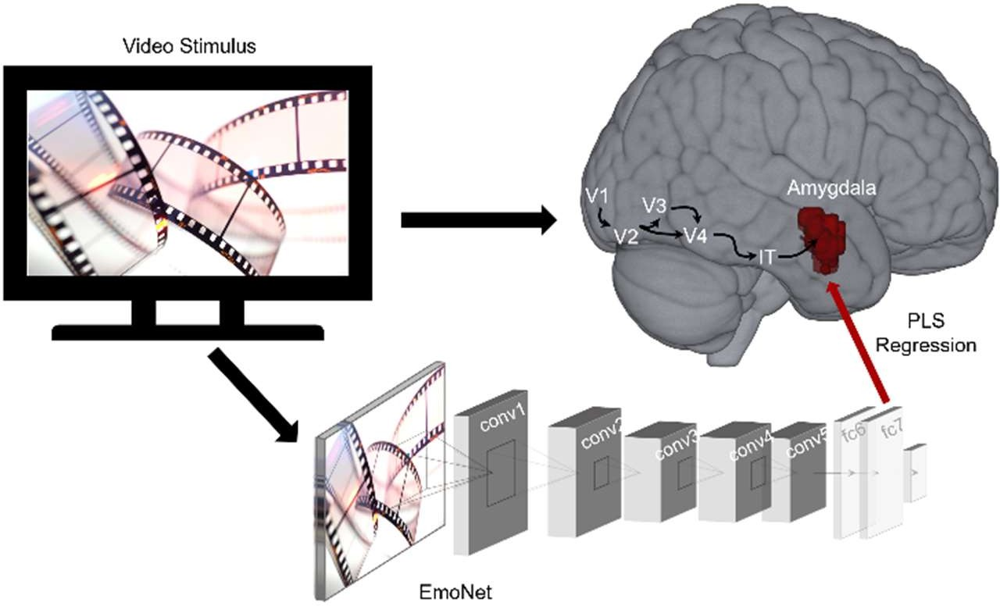 Video Stimulus
Amygdala
V1
V3
V2
V4
IT
PLS
Regression
conv1
conv2
conv3
conv4
conv5
fc6
fc7
EmoNet